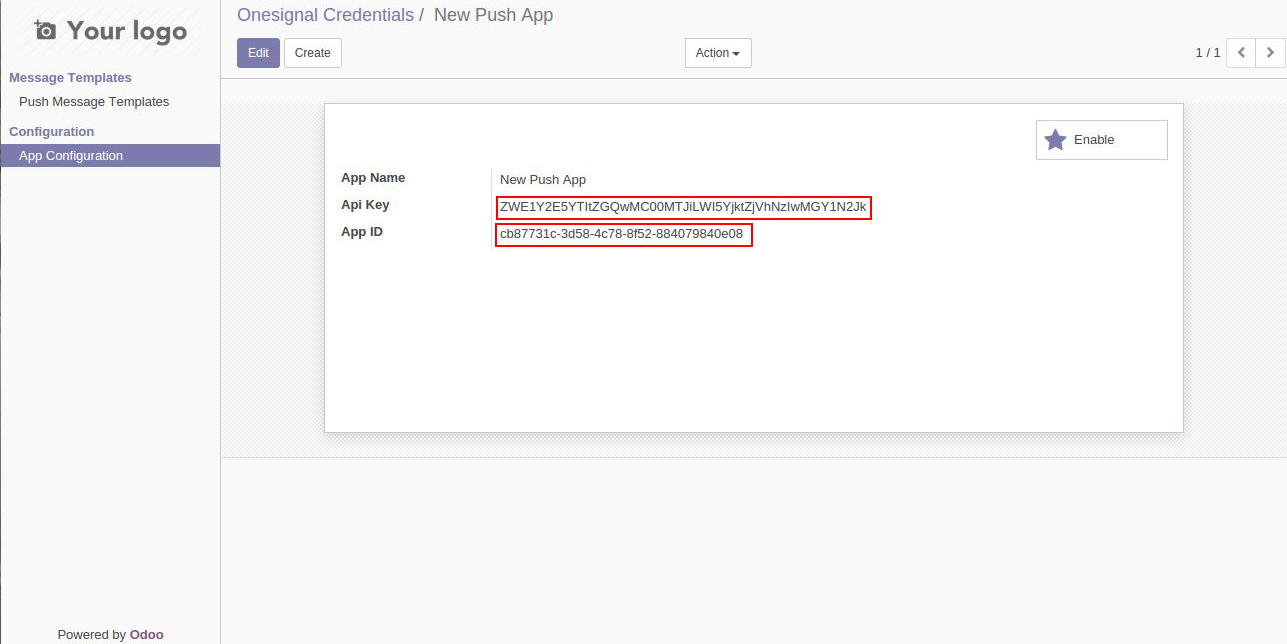 Your logo
Message Templates
Push Message Templates
Configuration
App Configuration
Powered by Odoo
Onesignal Credentials / New Push App
Edit Create Action 1 / 1
Enable
App Name New Push App
Api Key ZWE1Y2E5YTItZGQwMC00MTJiLWI5YjktZjVhNzIwMGY1N2Jk
App ID cb87731c-3d58-4c78-8f52-884079840e08